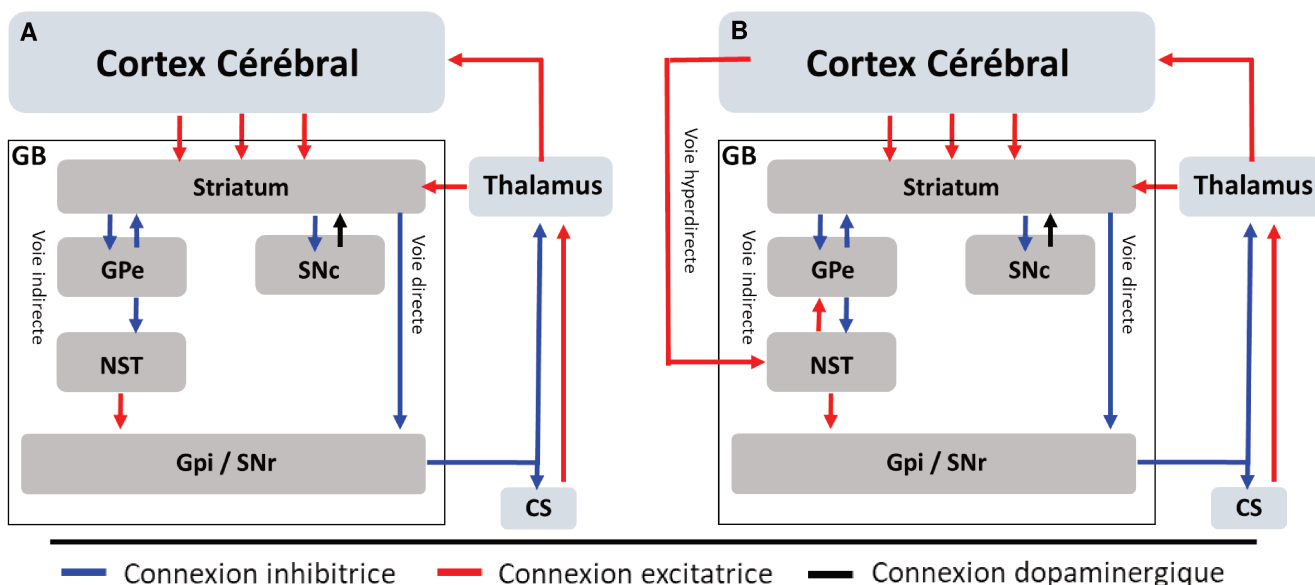 A
Cortex Cérébral
GB
Striatum
Thalamus
Voie indirecte
GPe
SNc
Voie directe
NST
Gpi / SNr
CS
B
Cortex Cérébral
Voie hyperdirecte
GB
Striatum
Thalamus
Voie indirecte
GPe
SNc
Voie directe
NST
Gpi / SNr
CS
Connexion inhibitrice
Connexion excitatrice
Connexion dopaminergique